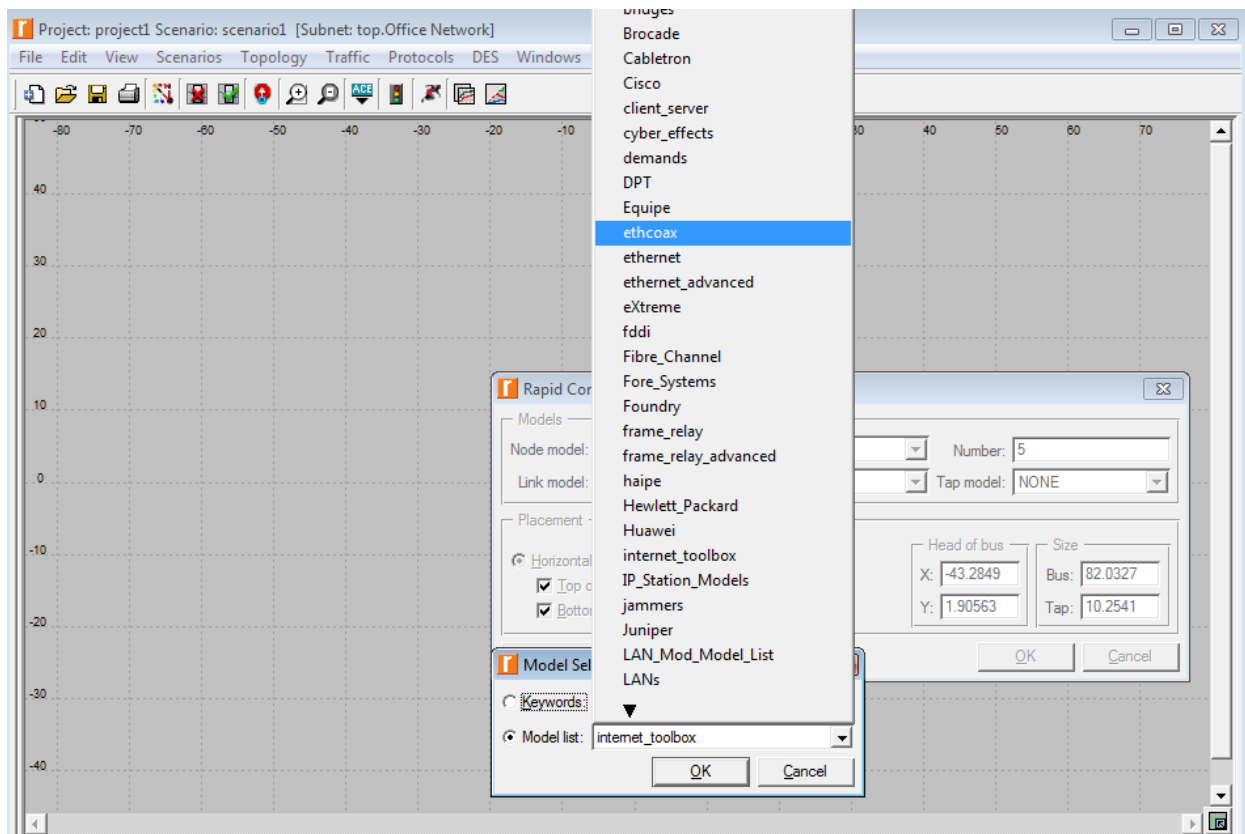 Project: project1 Scenario: scenario1 [Subnet: top.Office Network]
File Edit View Scenarios Topology Traffic Protocols DES Windows
ACE
-80 -70 -60 -50 -40 -30 -20 -10 30 40 50 60 70
40
30
20
10
0
-10
-20
-30
-40
bridges
Brocade
Cabletron
Cisco
client_server
cyber_effects
demands
DPT
Equipe
ethcoax
ethernet
ethernet_advanced
eXtreme
fddi
Fibre_Channel
Fore_Systems
Foundry
frame_relay
frame_relay_advanced
haipe
Hewlett_Packard
Huawei
internet_toolbox
IP_Station_Models
jammers
Juniper
LAN_Mod_Model_List
LANs
Rapid Cor
Models
Node model:
Number: 5
Link model:
Tap model: NONE
Placement
Horizontal
Top
Head of bus
X: -43.2849
Y: 1.90563
Size
Bus: 82.0327
Tap: 10.2541
OK Cancel
Model Sel
Keywords:
Model list: internet_toolbox
OK Cancel